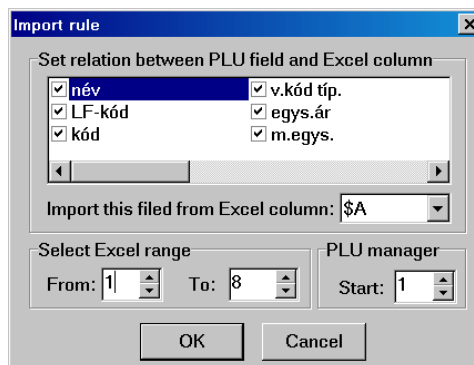 Import rule
Set relation between PLU field and Excel column
név
v.kód típ.
LF-kód
egys.ár
kód
m.egys.
Import this filed from Excel column: $A
Select Excel range
PLU manager
From: 1 To: 8
Start: 1
OK Cancel